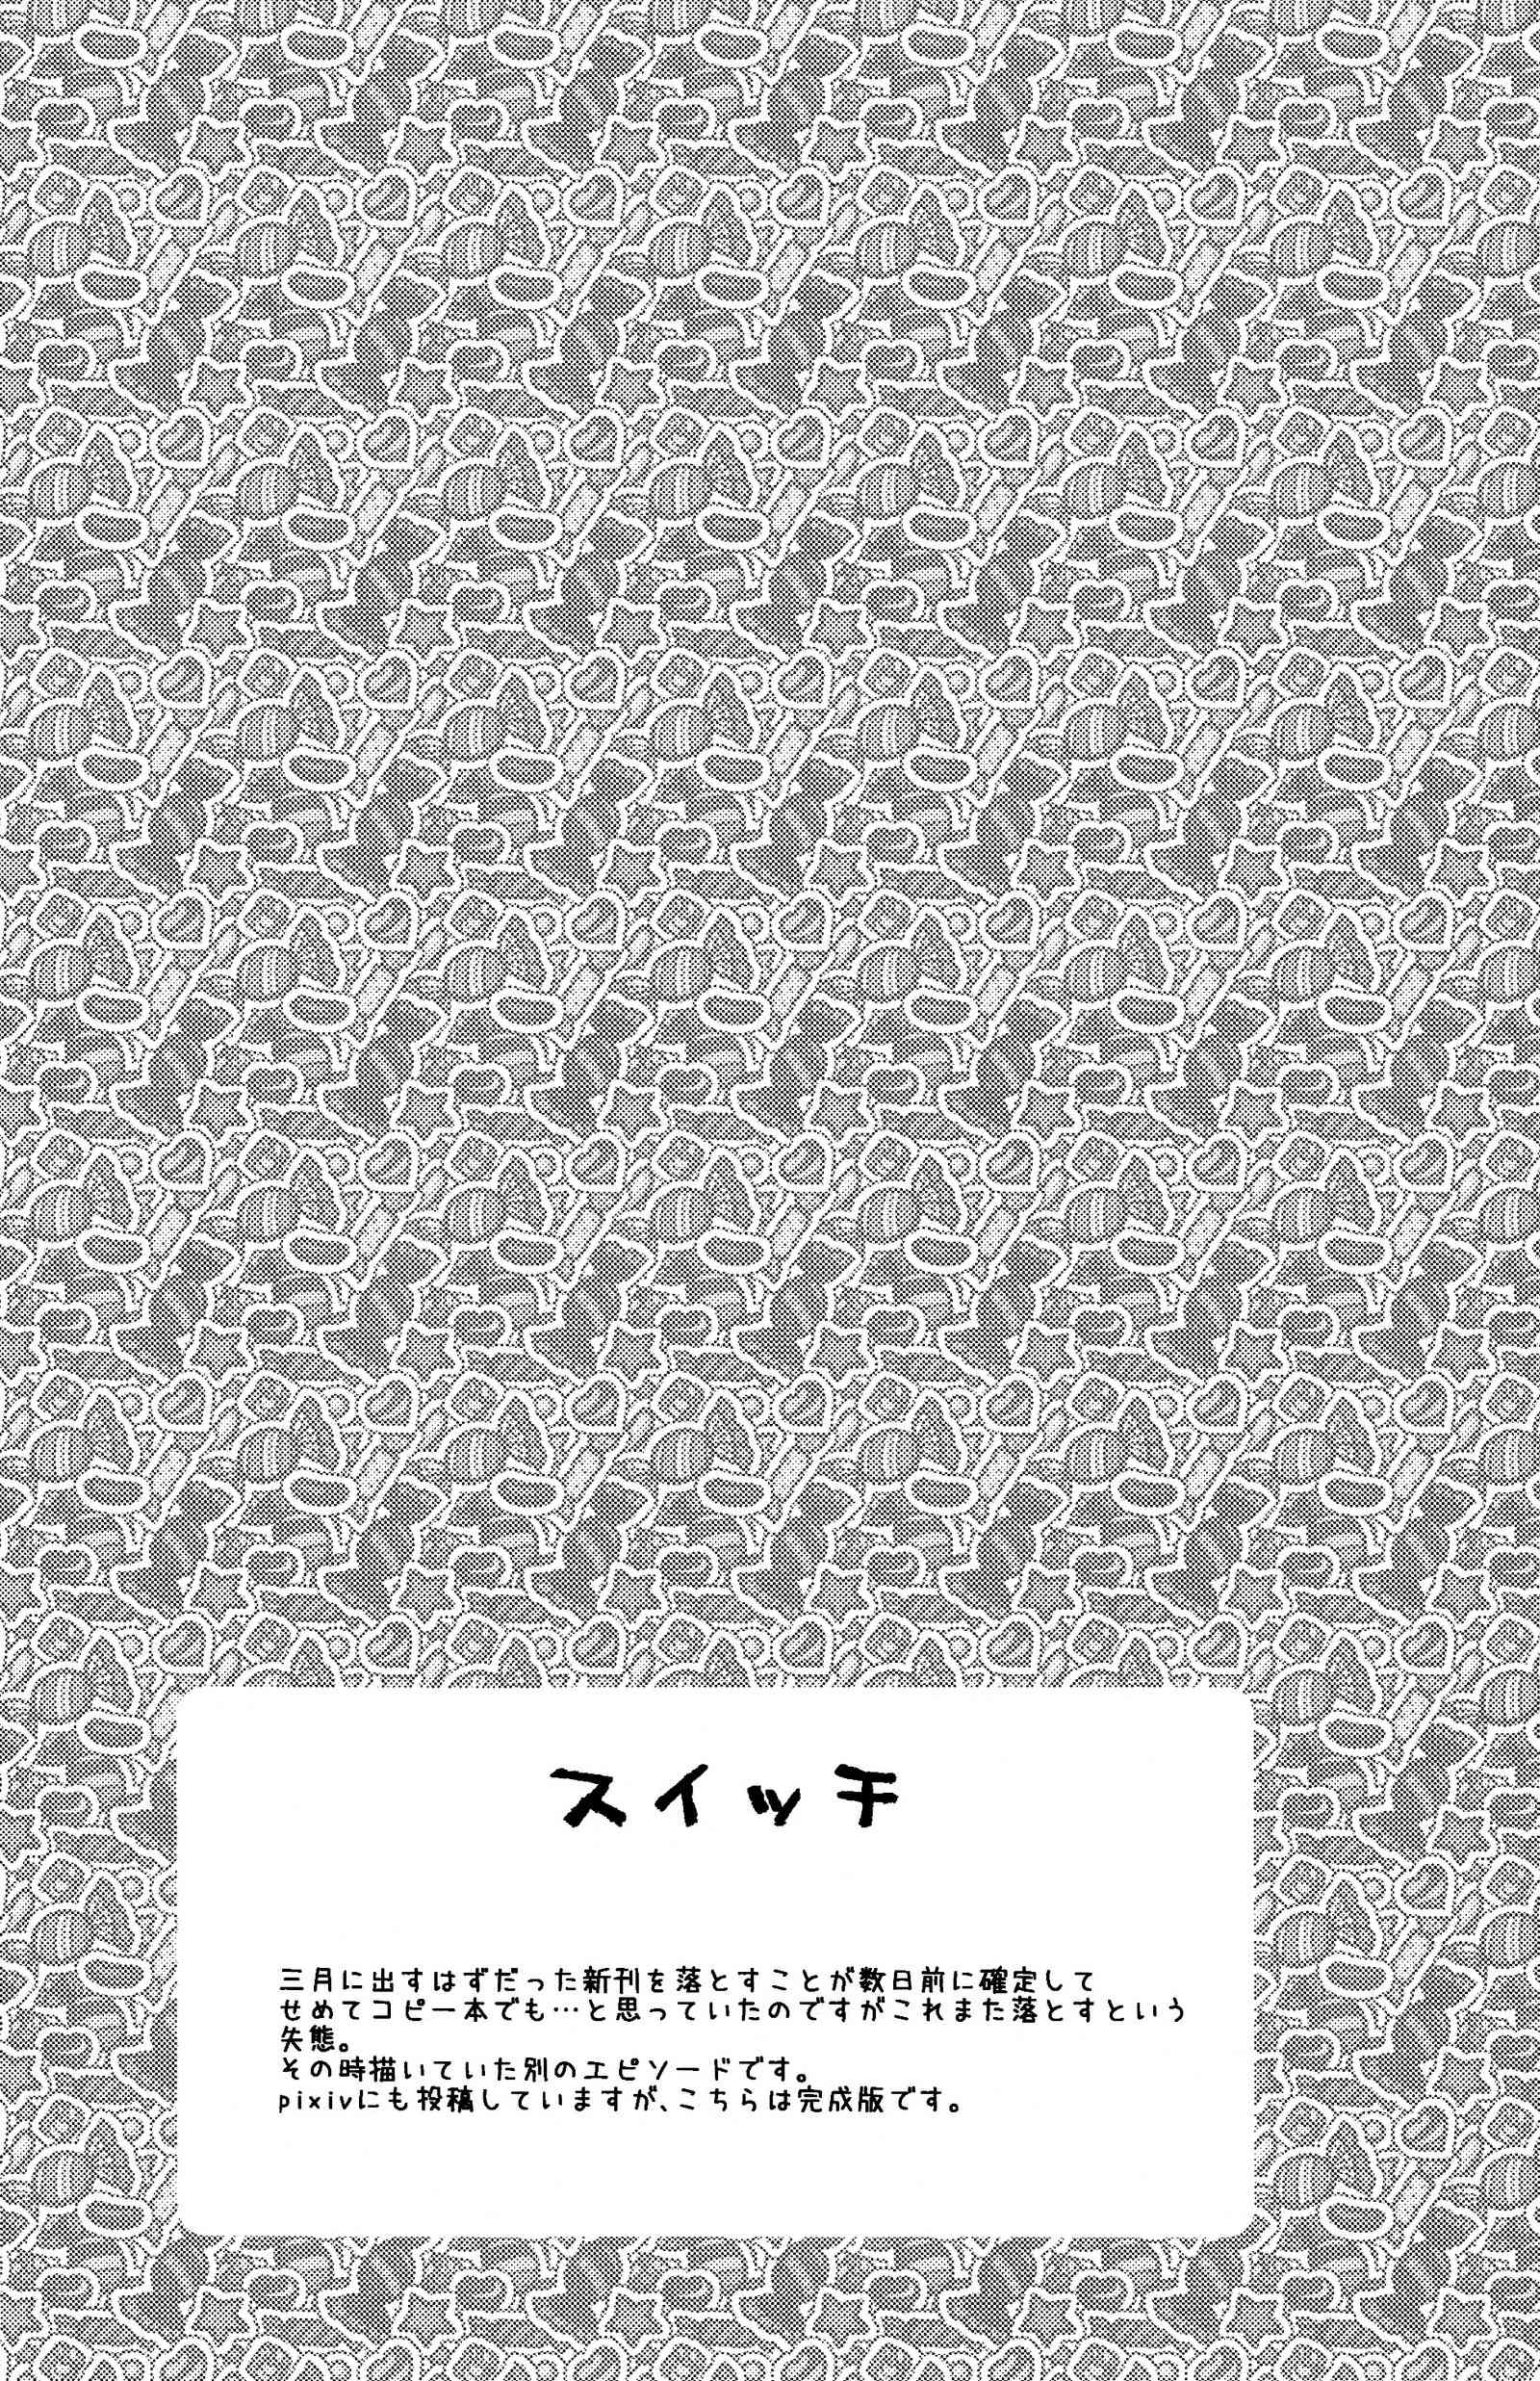 スイッチ
三月に出すはずだった新刊を落とすことが数日前に確定して
せめてコピー本でも…と思っていたのですがこれまた落とすという
失態。
その時描いていた別のエピソードです。
pixivにも投稿していますが、こちらは完成版です。